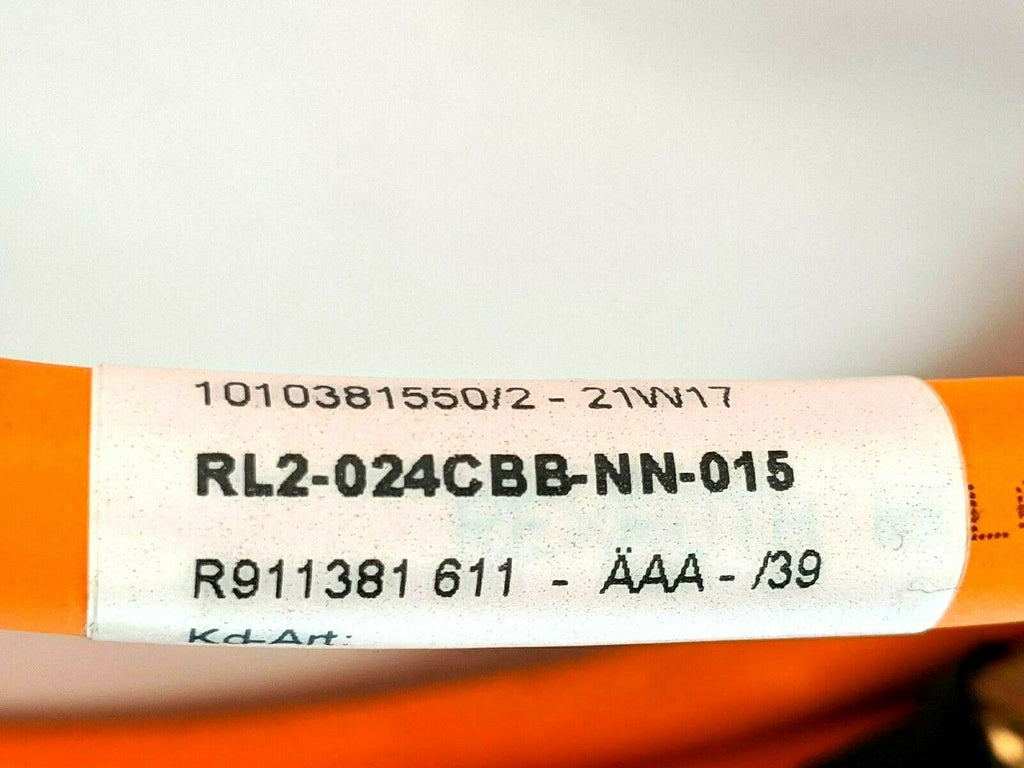 1010381550/2 - 21W17
RL2-024CBB-NN-015
R911381 611 - ÄAA - /39
Kd-Art: